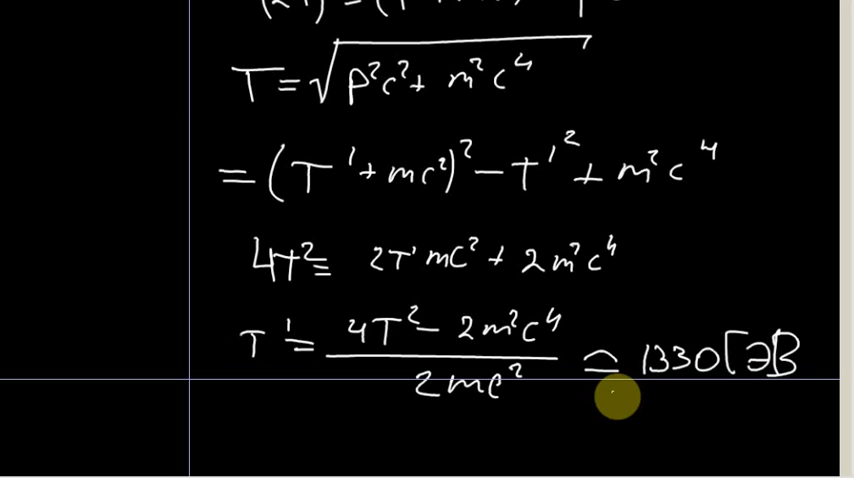 T = √(p²c² + m²c⁴)
= (T' + mc²)² - T'² + m²c⁴
4T² = 2T'mc² + 2m²c⁴
T' = (4T² - 2m²c⁴) / (2mc²) ≃ 1330 ГэВ